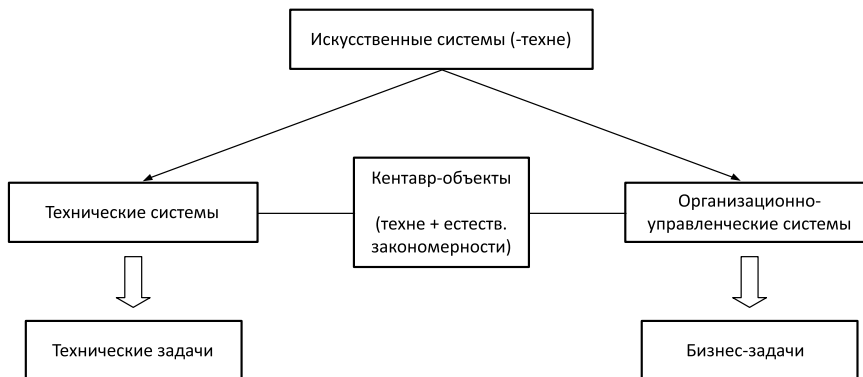 Искусственные системы (-техне)
Кентавр-объекты
(техне + естеств.
закономерности)
Технические системы
Организационно-
управленческие системы
Технические задачи
Бизнес-задачи